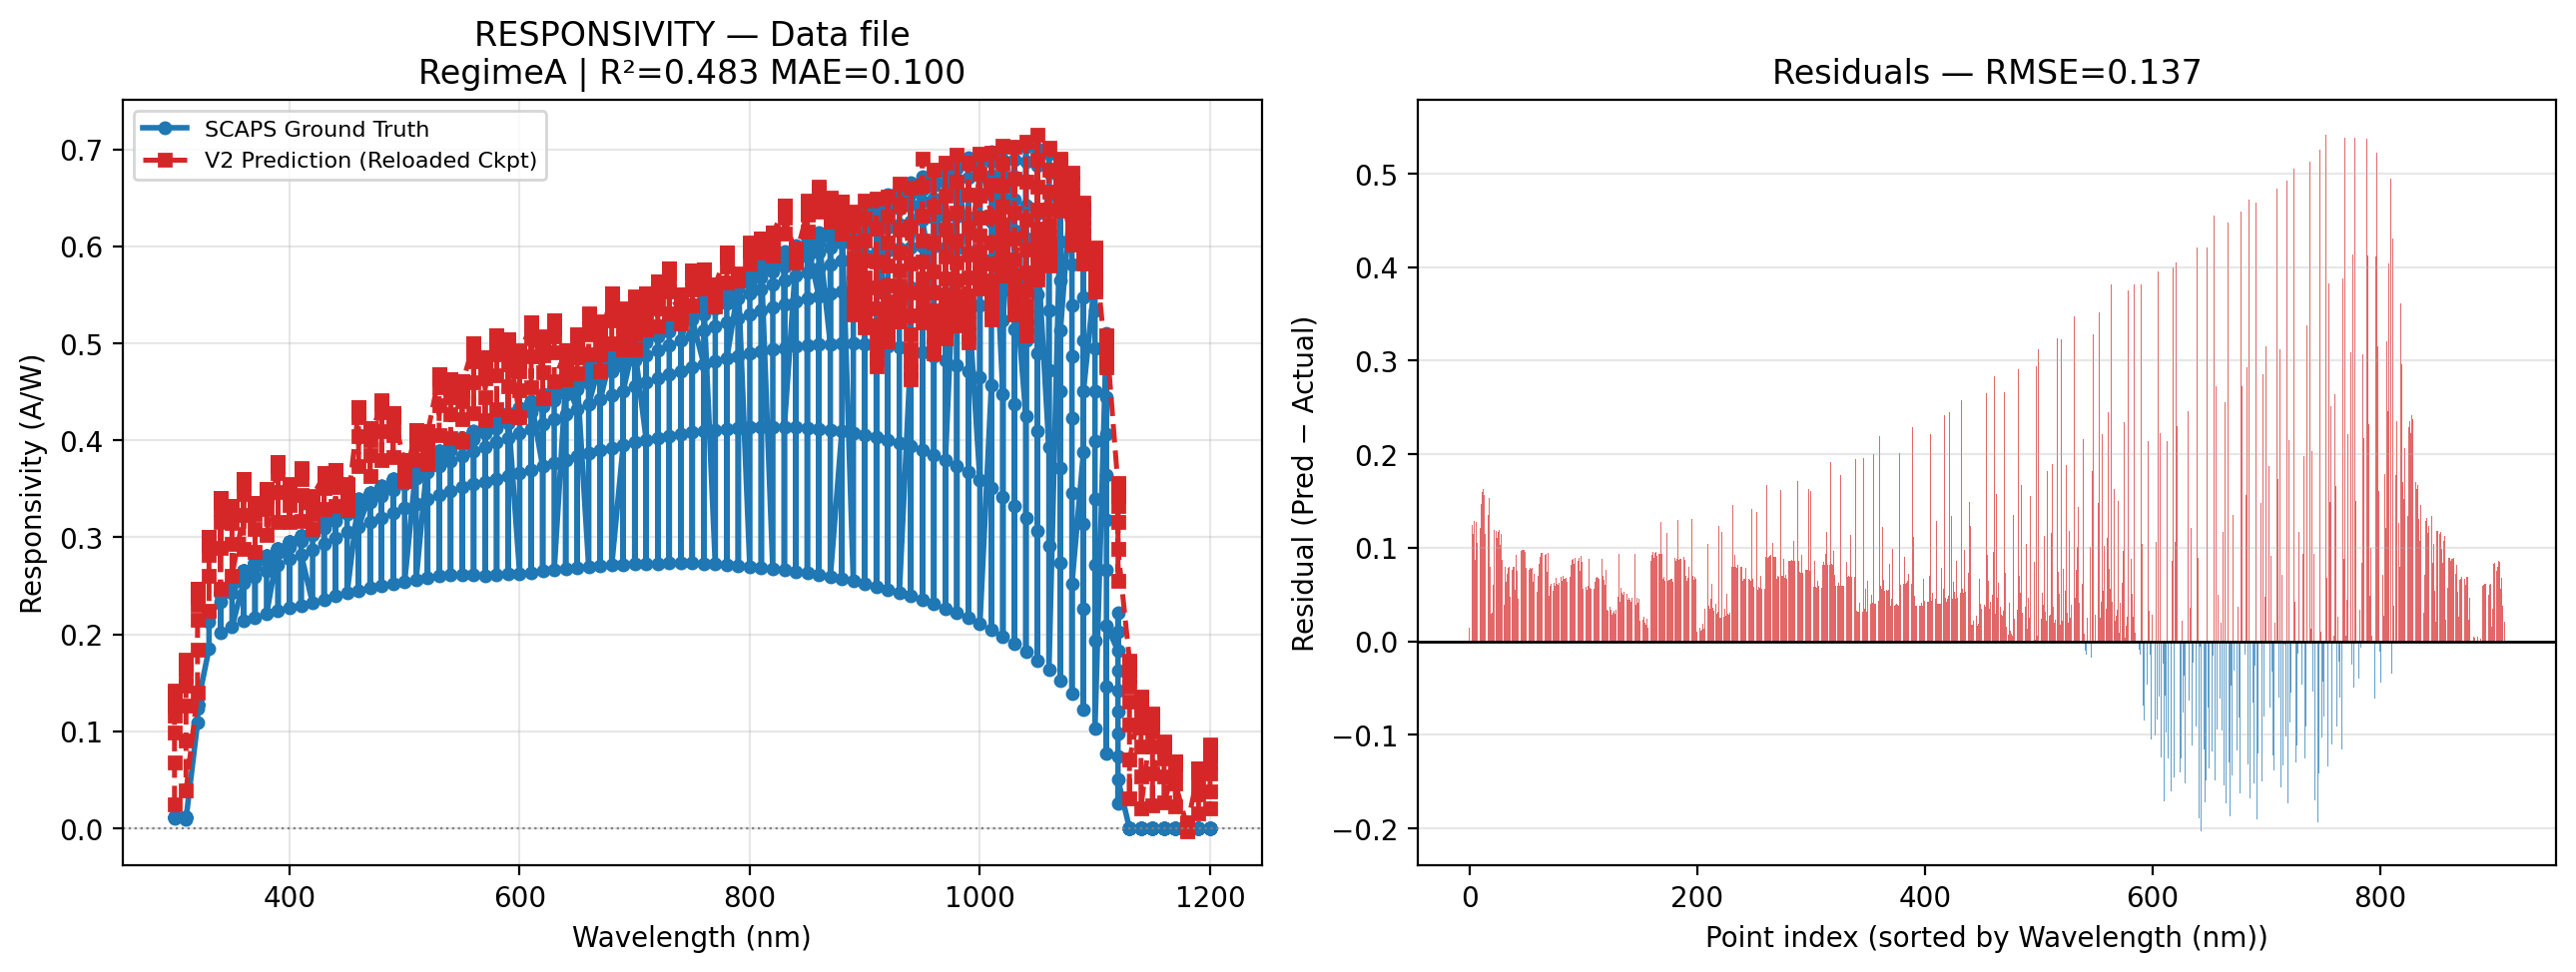 RESPONSIVITY — Data file
RegimeA | R²=0.483 MAE=0.100
SCAPS Ground Truth
V2 Prediction (Reloaded Ckpt)
Responsivity (A/W)
0.7
0.6
0.5
0.4
0.3
0.2
0.1
0.0
400 600 800 1000 1200
Wavelength (nm)
Residuals — RMSE=0.137
Residual (Pred − Actual)
0.5
0.4
0.3
0.2
0.1
0.0
−0.1
−0.2
0 200 400 600 800
Point index (sorted by Wavelength (nm))